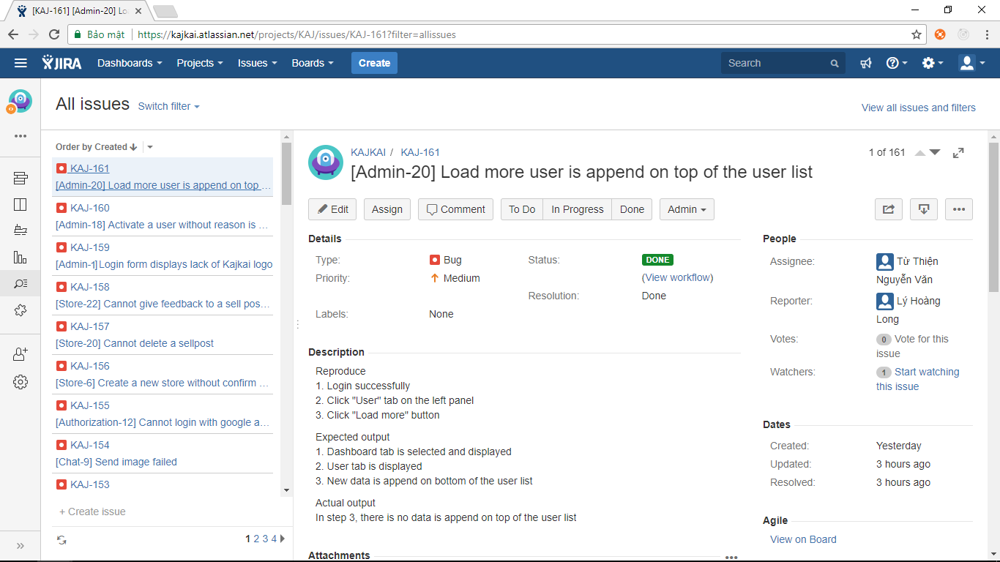 [KAJ-161] [Admin-20] Lo
Bảo mật
https://kajkai.atlassian.net/projects/KAJ/issues/KAJ-161?filter=allissues
JIRA
Dashboards
Projects
Issues
Boards
Create
Search
All issues
Switch filter
View all issues and filters
Order by Created
KAJ-161
[Admin-20] Load more user is append on top ...
KAJ-160
[Admin-18] Activate a user without reason is ...
KAJ-159
[Admin-1]Login form displays lack of Kajkai logo
KAJ-158
[Store-22] Cannot give feedback to a sell pos...
KAJ-157
[Store-20] Cannot delete a sellpost
KAJ-156
[Store-6] Create a new store without confirm ...
KAJ-155
[Authorization-12] Cannot login with google a...
KAJ-154
[Chat-9] Send image failed
KAJ-153
+ Create issue
1 2 3 4
KAJKAI / KAJ-161
1 of 161
[Admin-20] Load more user is append on top of the user list
Edit
Assign
Comment
To Do
In Progress
Done
Admin
Details
Type:
Bug
Status:
DONE
Priority:
Medium
(View workflow)
Resolution:
Done
Labels:
None
Description
Reproduce
1. Login successfully
2. Click "User" tab on the left panel
3. Click "Load more" button
Expected output
1. Dashboard tab is selected and displayed
2. User tab is displayed
3. New data is append on bottom of the user list
Actual output
In step 3, there is no data is append on top of the user list
Attachments
People
Assignee:
Từ Thiện
Nguyễn Văn
Reporter:
Lý Hoàng
Long
Votes:
0 Vote for this
issue
Watchers:
1 Start watching
this issue
Dates
Created:
Yesterday
Updated:
3 hours ago
Resolved:
3 hours ago
Agile
View on Board